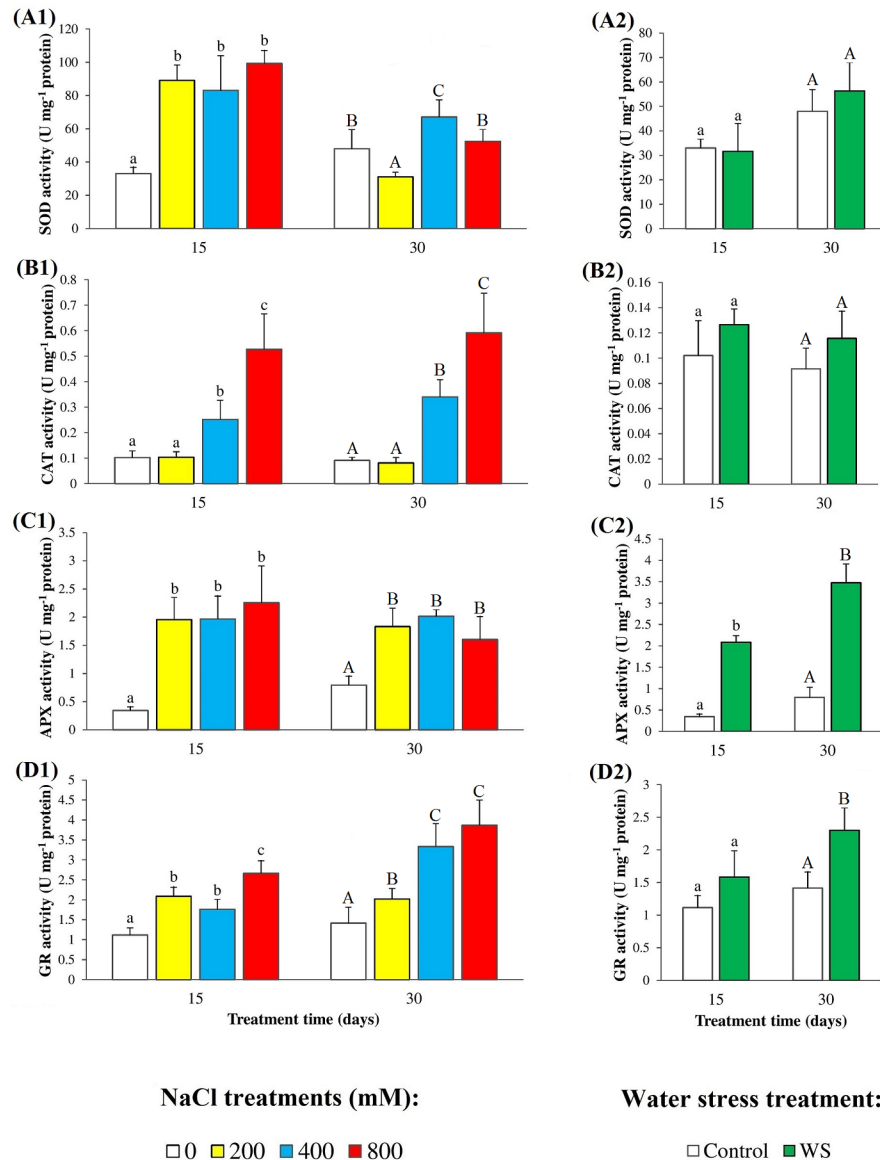 (A1)
SOD activity (U mg⁻¹ protein)
120
100
80
60
40
20
0
a
b
b
b
B
A
C
B
15
30
(A2)
SOD activity (U mg⁻¹ protein)
80
70
60
50
40
30
20
10
0
a
a
A
A
15
30
(B1)
CAT activity (U mg⁻¹ protein)
0.8
0.7
0.6
0.5
0.4
0.3
0.2
0.1
0
a
a
b
c
A
A
B
C
15
30
(B2)
CAT activity (U mg⁻¹ protein)
0.16
0.14
0.12
0.1
0.08
0.06
0.04
0.02
0
a
a
A
A
15
30
(C1)
APX activity (U mg⁻¹ protein)
3.5
3
2.5
2
1.5
1
0.5
0
a
b
b
b
A
B
B
B
15
30
(C2)
APX activity (U mg⁻¹ protein)
4.5
4
3.5
3
2.5
2
1.5
1
0.5
0
a
b
A
B
15
30
(D1)
GR activity (U mg⁻¹ protein)
5
4.5
4
3.5
3
2.5
2
1.5
1
0.5
0
a
b
b
c
A
B
C
C
15
30
Treatment time (days)
(D2)
GR activity (U mg⁻¹ protein)
3
2.5
2
1.5
1
0.5
0
a
a
A
B
15
30
Treatment time (days)
NaCl treatments (mM):
0 200 400 800
Water stress treatment:
Control WS